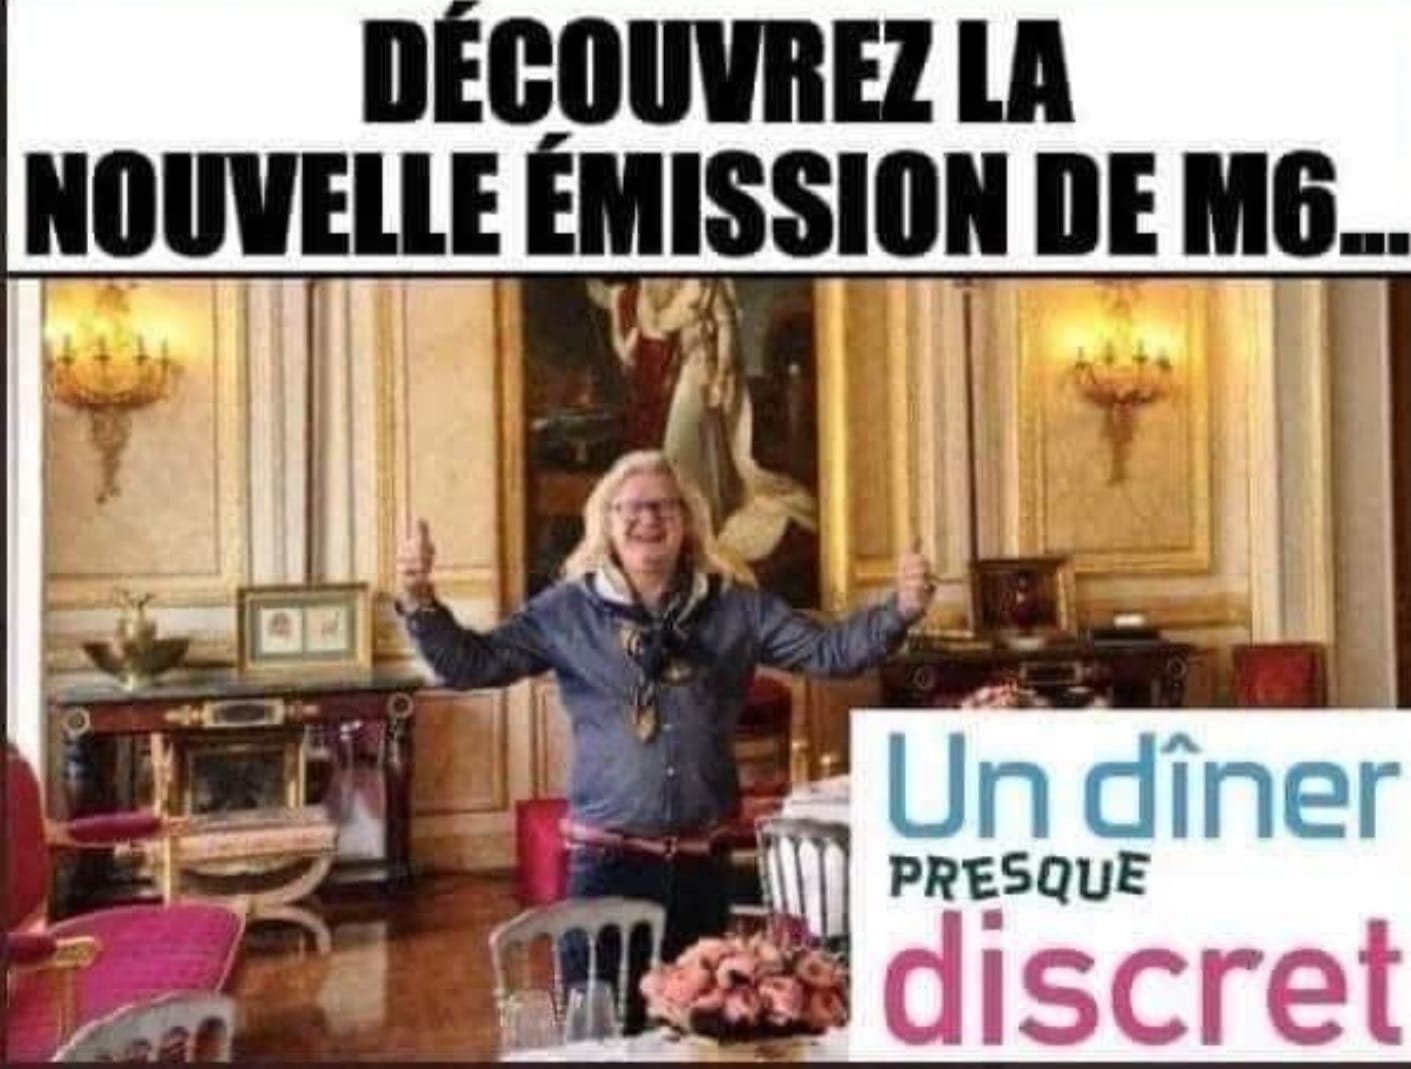 DÉCOUVREZ LA
NOUVELLE ÉMISSION DE M6...
Un dîner
PRESQUE
discret